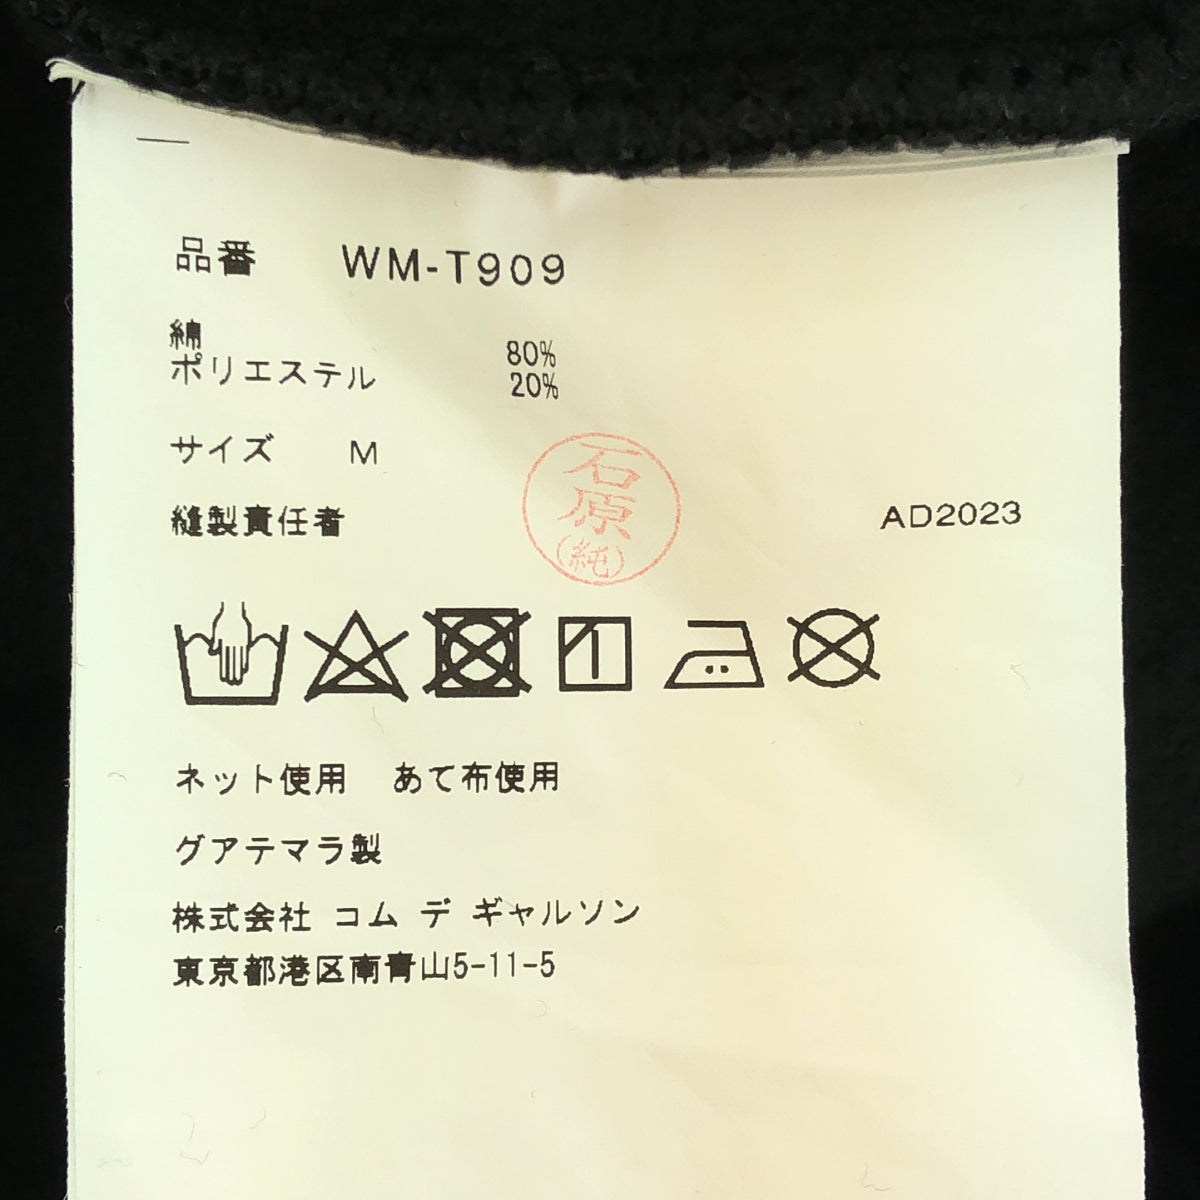 品番 WM-T909
綿 80%
ポリエステル 20%
サイズ M
石原
(純)
縫製責任者 AD2023
ネット使用 あて布使用
グアテマラ製
株式会社 コム デ ギャルソン
東京都港区南青山5-11-5